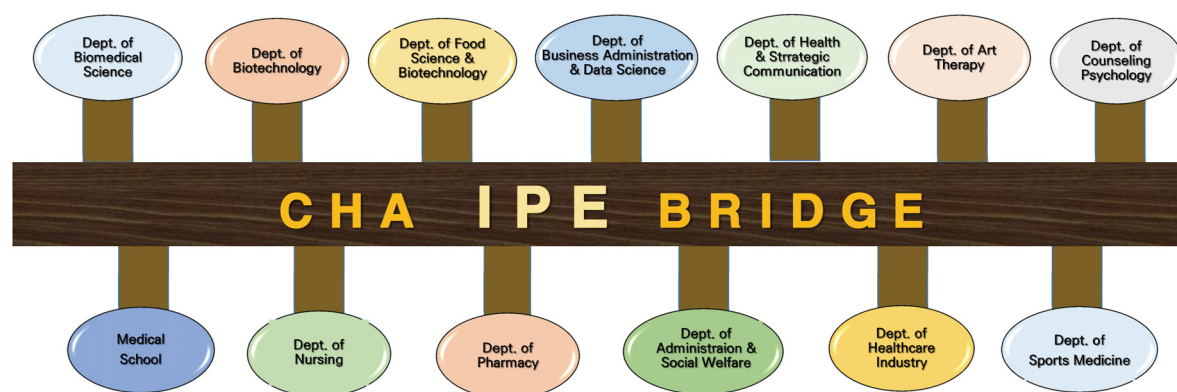 Dept. of
Biomedical
Science
Dept. of
Biotechnology
Dept. of Food
Science &
Biotechnology
Dept. of
Business Administration
& Data Science
Dept. of Health
& Strrategic
Communication
Dept. of Art
Therapy
Dept. of
Counseling
Psychology
CHA IPE BRIDGE
Medical
School
Dept. of
Nursing
Dept. of
Pharmacy
Dept. of
Administraion &
Social Welfare
Dept. of
Healthcare
Industry
Dept. of
Sports Medicine